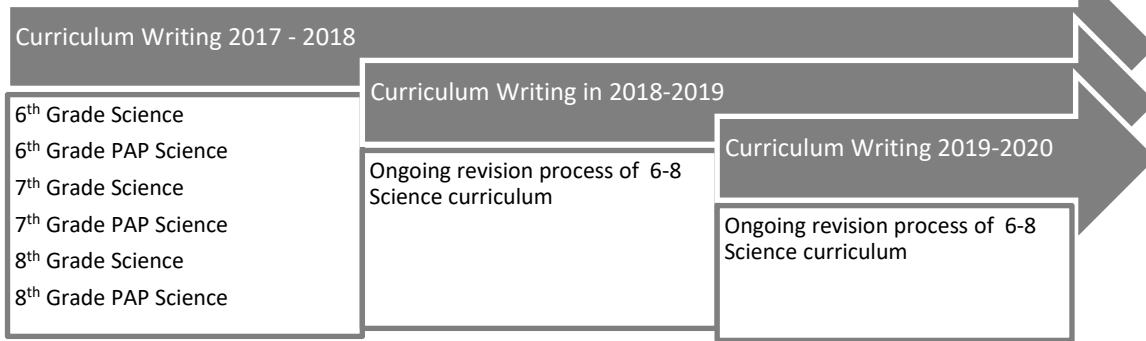 Curriculum Writing 2017 - 2018
6th Grade Science
6th Grade PAP Science
7th Grade Science
7th Grade PAP Science
8th Grade Science
8th Grade PAP Science
Curriculum Writing in 2018-2019
Ongoing revision process of 6-8
Science curriculum
Curriculum Writing 2019-2020
Ongoing revision process of 6-8
Science curriculum